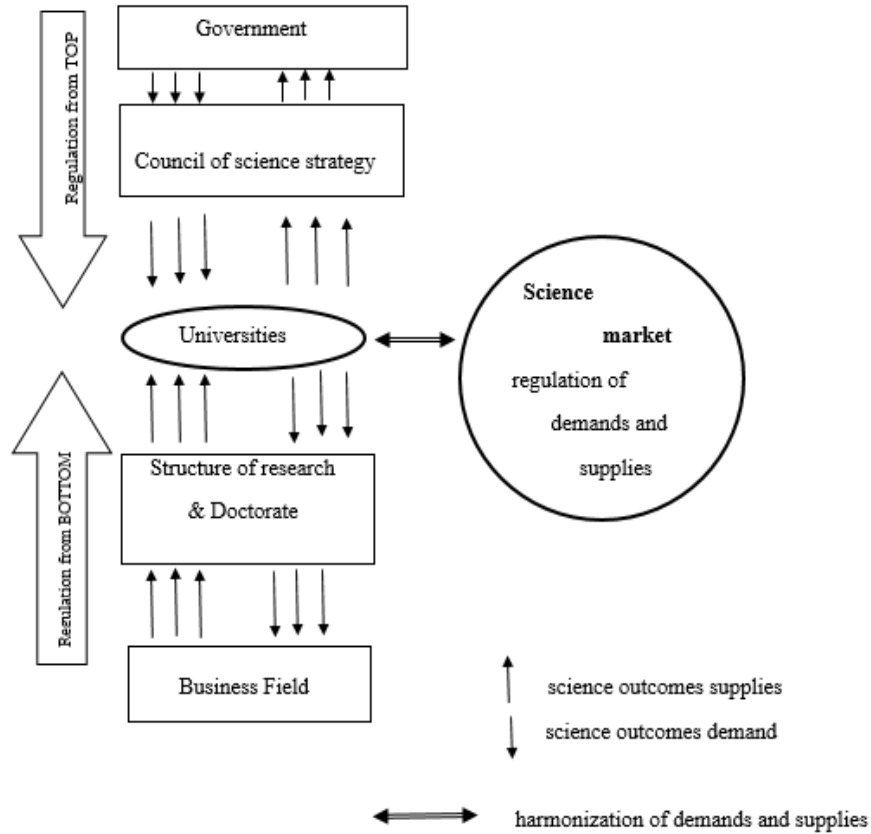 Government
Regulation from TOP
Council of science strategy
Universities
Science
market
regulation of
demands and
supplies
Regulation from BOTTOM
Structure of research
& Doctorate
Business Field
science outcomes supplies
science outcomes demand
harmonization of demands and supplies